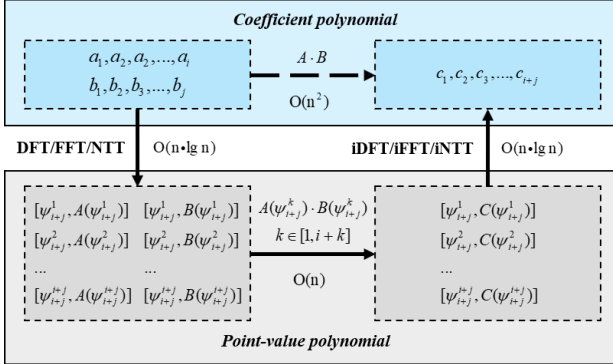 Coefficient polynomial
a₁,a₂,a₂,...,aᵢ
b₁,b₂,b₃,...,bⱼ
A·B
O(n²)
c₁,c₂,c₃,...,cᵢ₊ⱼ
DFT/FFT/NTT
O(n•lg n)
iDFT/iFFT/iNTT
O(n•lg n)
[ψ¹ᵢ₊ⱼ,A(ψ¹ᵢ₊ⱼ)] [ψ¹ᵢ₊ⱼ,B(ψ¹ᵢ₊ⱼ)]
[ψ²ᵢ₊ⱼ,A(ψ²ᵢ₊ⱼ)] [ψ²ᵢ₊ⱼ,B(ψ²ᵢ₊ⱼ)]
... ...
[ψⁱ⁺ʲᵢ₊ⱼ,A(ψⁱ⁺ʲᵢ₊ⱼ)] [ψⁱ⁺ʲᵢ₊ⱼ,B(ψⁱ⁺ʲᵢ₊ⱼ)]
A(ψᵏᵢ₊ⱼ)·B(ψᵏᵢ₊ⱼ)
k∈[1,i+k]
O(n)
[ψ¹ᵢ₊ⱼ,C(ψ¹ᵢ₊ⱼ)]
[ψ²ᵢ₊ⱼ,C(ψ²ᵢ₊ⱼ)]
...
[ψⁱ⁺ʲᵢ₊ⱼ,C(ψⁱ⁺ʲᵢ₊ⱼ)]
Point-value polynomial